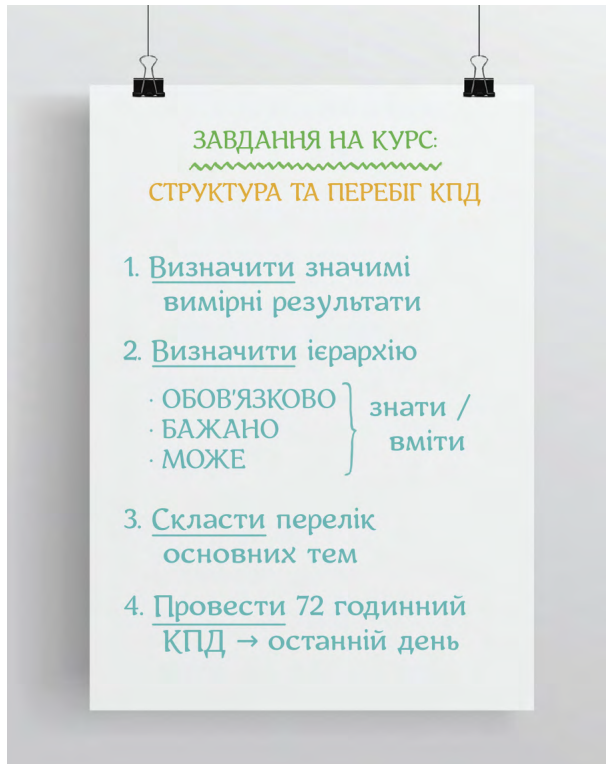 ЗАВДАННЯ НА КУРС:
СТРУКТУРА ТА ПЕРЕБІГ КПД
1. Визначити значимі
вимірні результати
2. Визначити ієрархію
· ОБОВ'ЯЗКОВО
· БАЖАНО
· МОЖЕ
знати /
вміти
3. Скласти перелік
основних тем
4. Провести 72 годинний
КПД → останній день